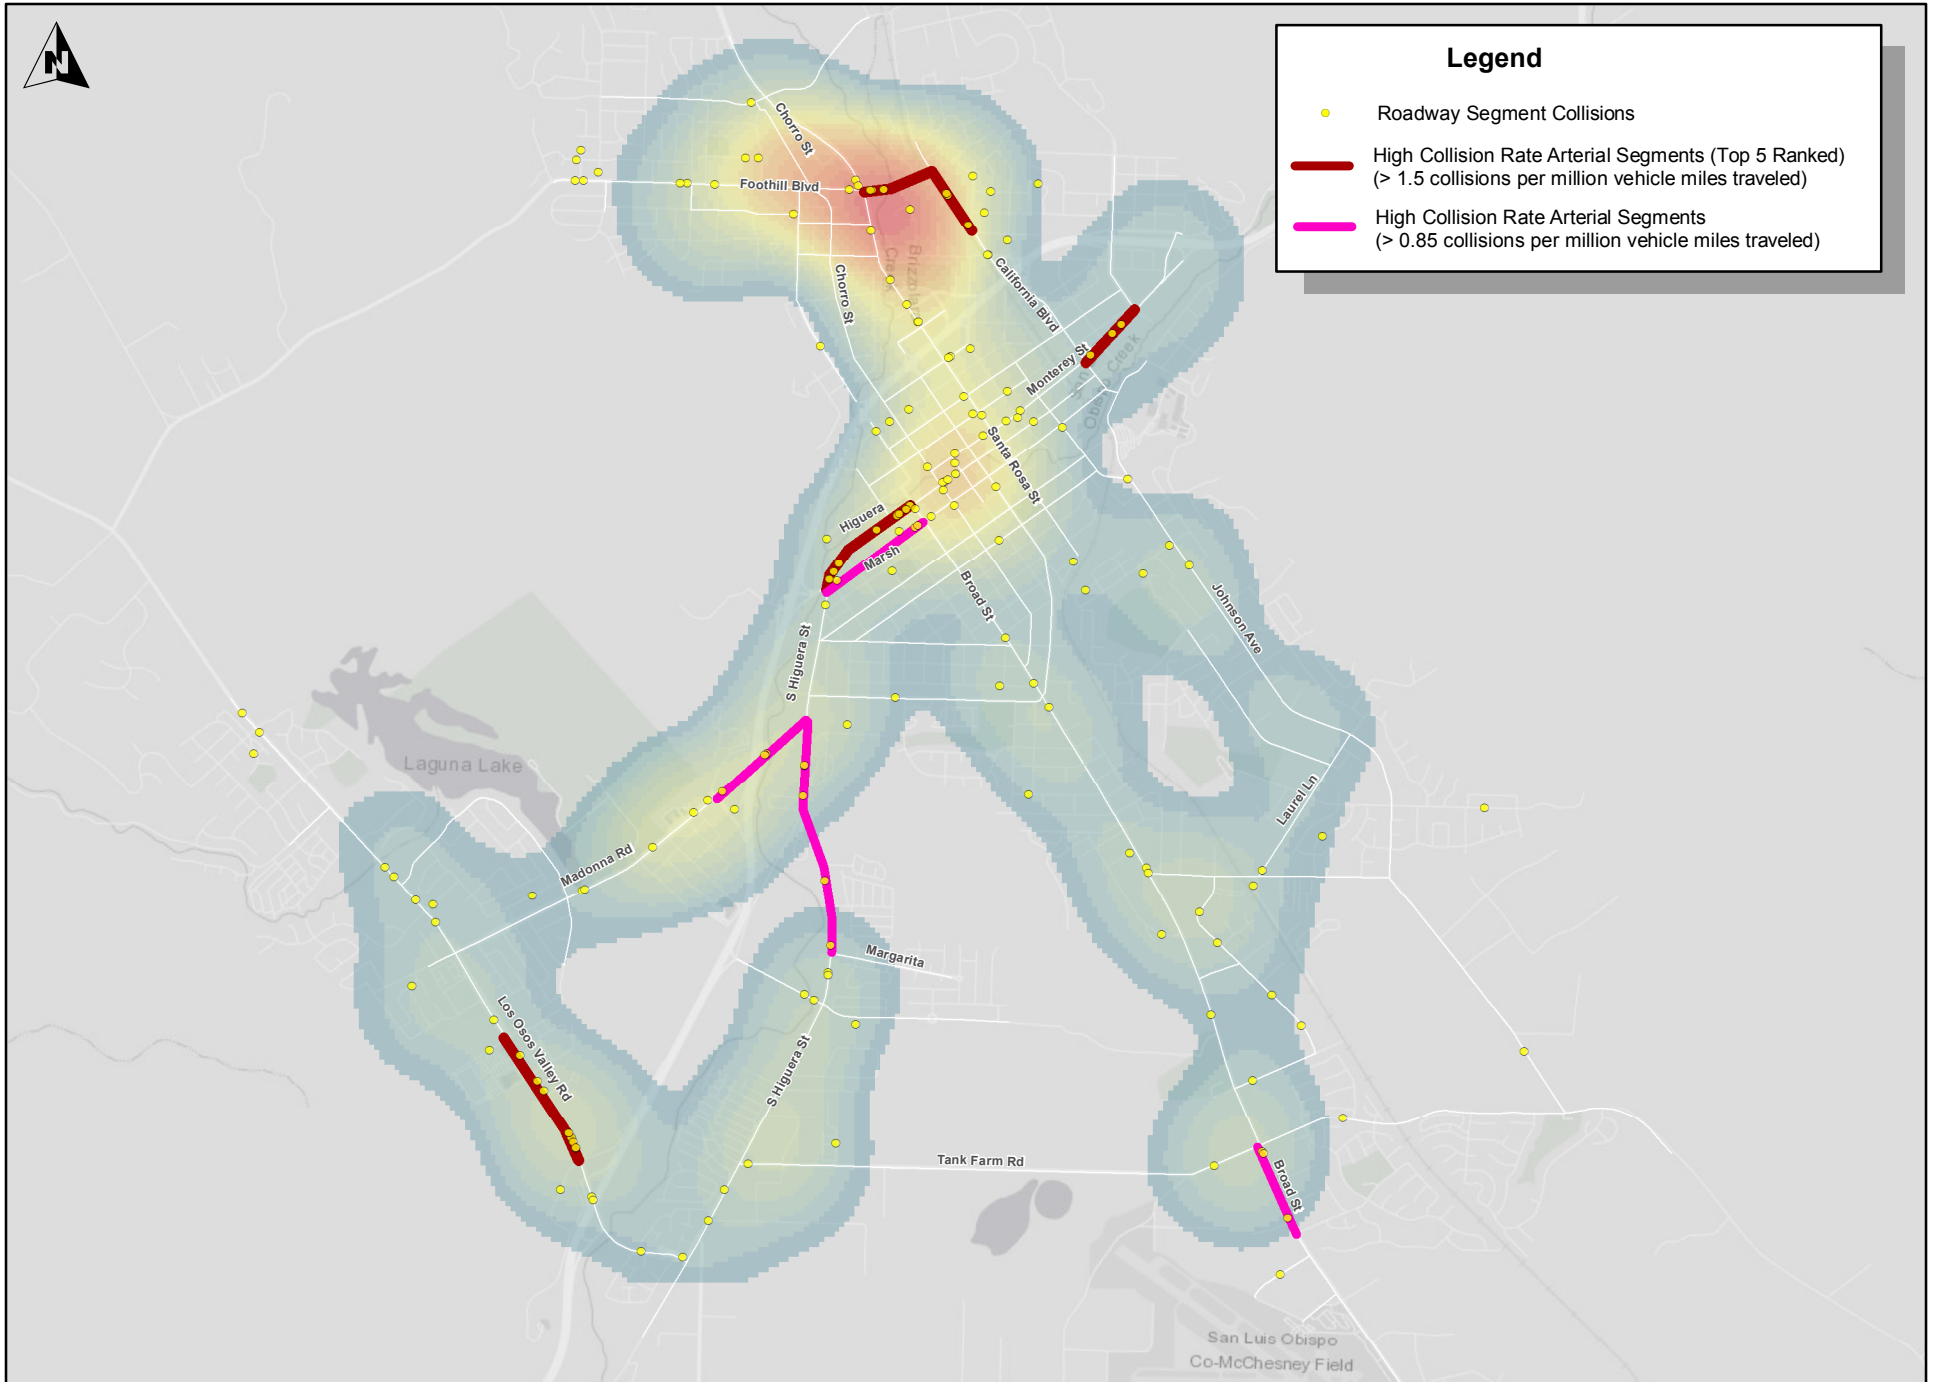 N
Legend
Roadway Segment Collisions
High Collision Rate Arterial Segments (Top 5 Ranked)
(> 1.5 collisions per million vehicle miles traveled)
High Collision Rate Arterial Segments
(> 0.85 collisions per million vehicle miles traveled)
Chorro St
Foothill Blvd
Brizzolari
Creek
Chorro St
California Blvd
Monterey St
Obispo Creek
Santa Rosa St
Higuera
Marsh
Broad St
Johnson Ave
S Higuera St
Laguna Lake
Laurel Ln
Madonna Rd
Margarita
Los Osos Valley Rd
S Higuera St
Tank Farm Rd
Broad St
San Luis Obispo
Co-McChesney Field